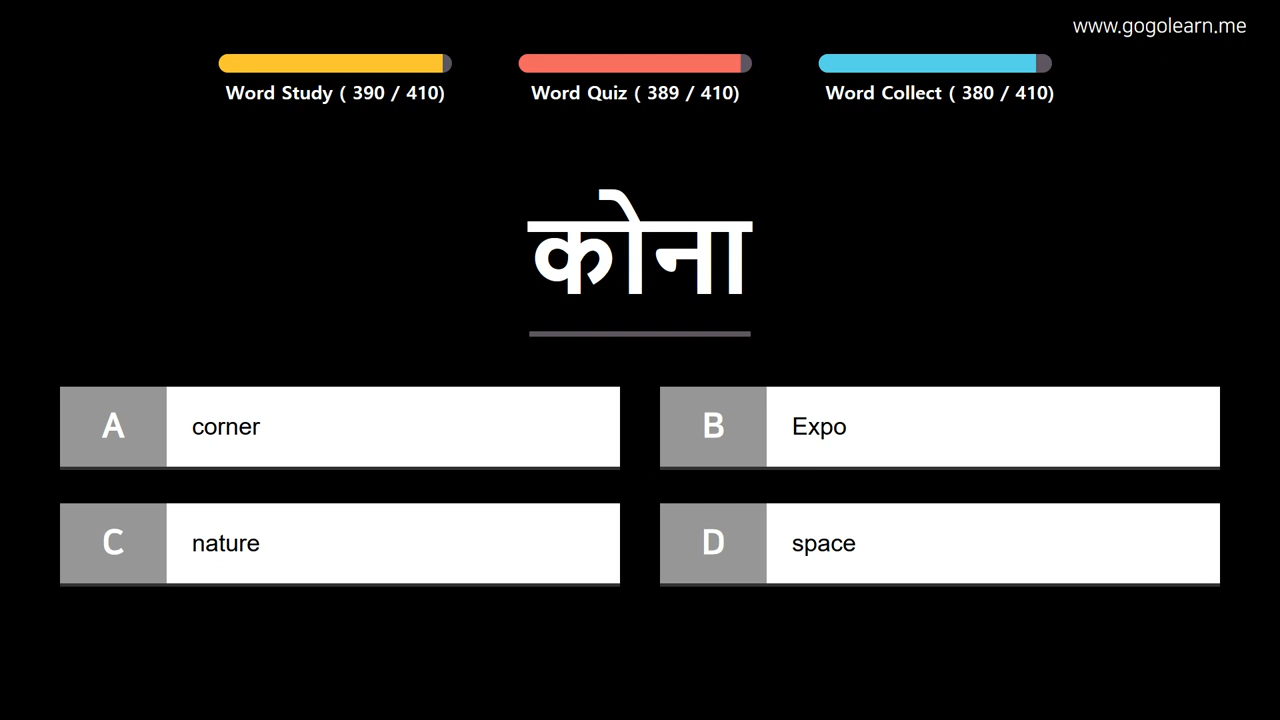 www.gogolearn.me
Word Study ( 390 / 410)
Word Quiz ( 389 / 410)
Word Collect ( 380 / 410)
कोना
A corner
B Expo
C nature
D space